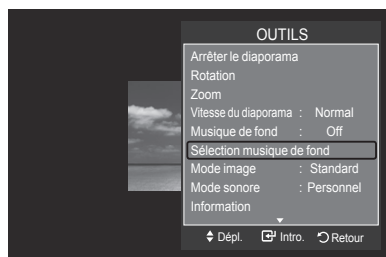 OUTILS
Arrêter le diaporama
Rotation
Zoom
Vitesse du diaporama : Normal
Musique de fond : Off
Sélection musique de fond
Mode image : Standard
Mode sonore : Personnel
Information
Dépl. Intro. Retour